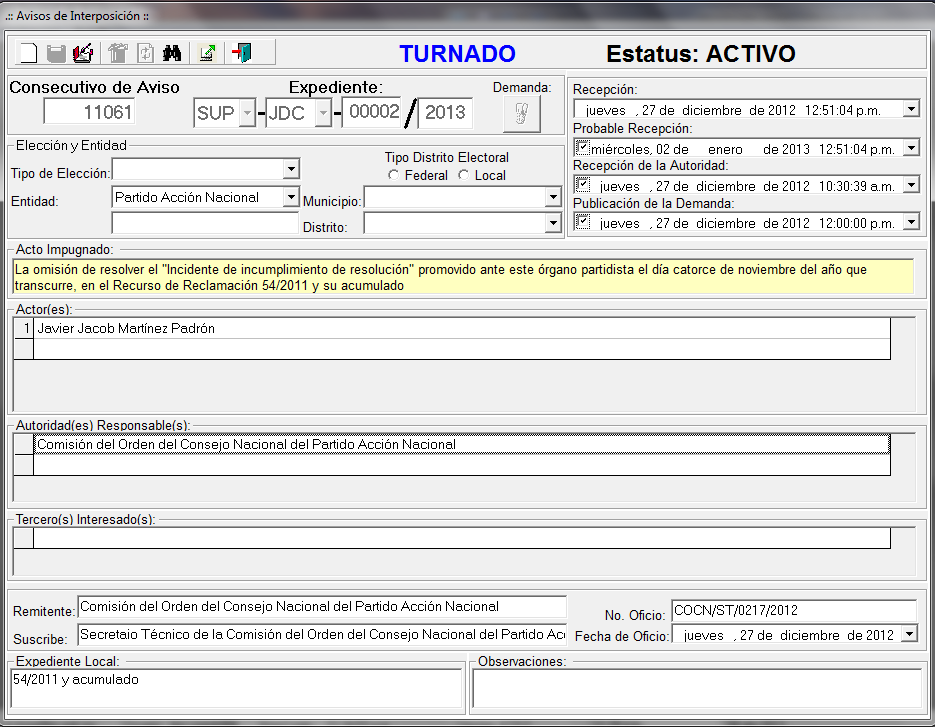 .:: Avisos de Interposición ::
TURNADO
Estatus: ACTIVO
Consecutivo de Aviso
11061
Expediente:
SUP - JDC - 00002 / 2013
Demanda:
Recepción:
jueves , 27 de diciembre de 2012 12:51:04 p.m.
Probable Recepción:
miércoles, 02 de enero de 2013 12:51:04 p.m.
Recepción de la Autoridad:
jueves , 27 de diciembre de 2012 10:30:39 a.m.
Publicación de la Demanda:
jueves , 27 de diciembre de 2012 12:00:00 p.m.
Elección y Entidad
Tipo de Elección:
Tipo Distrito Electoral
Federal Local
Entidad: Partido Acción Nacional
Municipio:
Distrito:
Acto Impugnado:
La omisión de resolver el "Incidente de incumplimiento de resolución" promovido ante este órgano partidista el día catorce de noviembre del año que
transcurre, en el Recurso de Reclamación 54/2011 y su acumulado
Actor(es):
1 Javier Jacob Martínez Padrón
Autoridad(es) Responsable(s):
Comisión del Orden del Consejo Nacional del Partido Acción Nacional
Tercero(s) Interesado(s):
Remitente: Comisión del Orden del Consejo Nacional del Partido Acción Nacional
No. Oficio: COCN/ST/0217/2012
Suscribe: Secretaio Técnico de la Comisión del Orden del Consejo Nacional del Partido Acc
Fecha de Oficio: jueves , 27 de diciembre de 2012
Expediente Local:
54/2011 y acumulado
Observaciones: